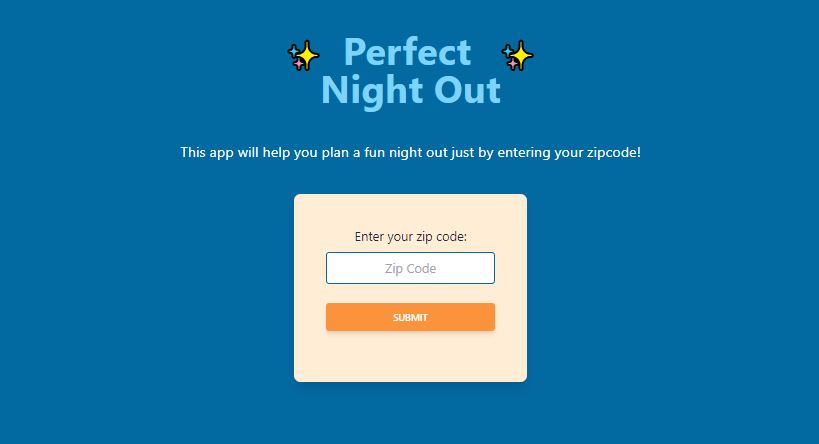 Perfect
Night Out
This app will help you plan a fun night out just by entering your zipcode!
Enter your zip code:
Zip Code
SUBMIT